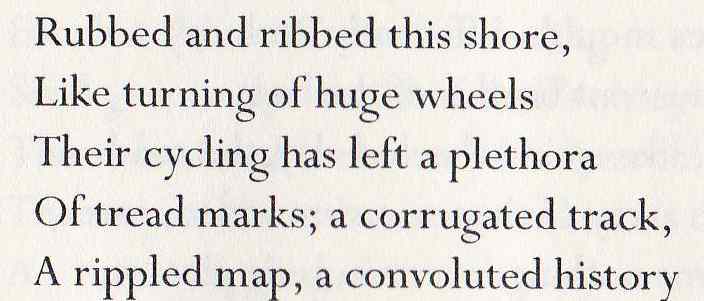 Rubbed and ribbed this shore,
Like turning of huge wheels
Their cycling has left a plethora
Of tread marks; a corrugated track,
A rippled map, a convoluted history